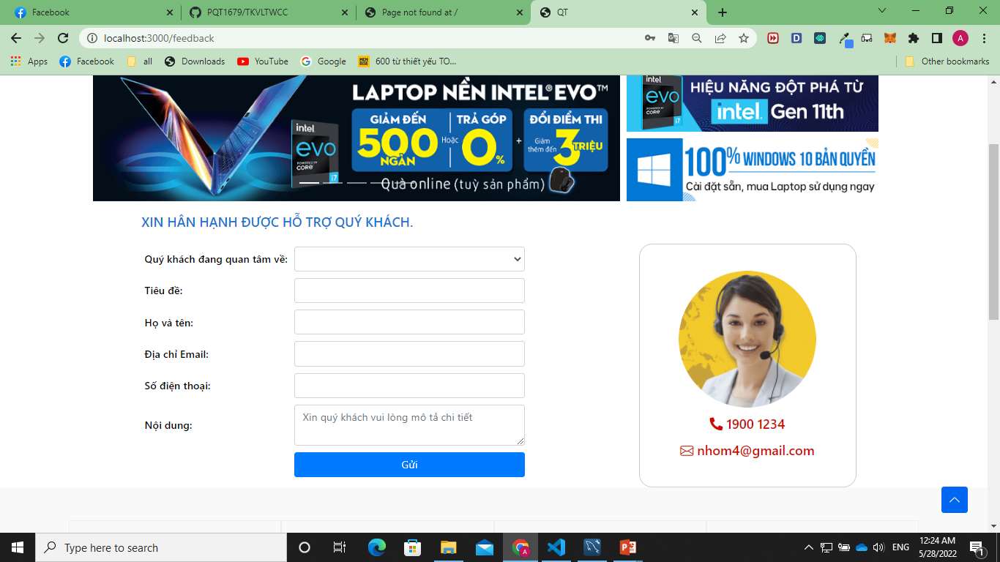 Facebook
PQT1679/TKVLTWCC
Page not found at /
QT
localhost:3000/feedback
A
Apps
Facebook
all
Downloads
YouTube
Google
600 từ thiết yếu TO...
Other bookmarks
LAPTOP NỀN INTEL® EVO™
GIẢM ĐẾN
500
NGÀN
Hoặc
TRẢ GÓP
0%
+
ĐỔI ĐIỂM THI
Giảm
thêm đến
3 TRIỆU
intel
evo
POWERED BY
CORE
i7
Quà online (tuỳ sản phẩm)
intel
evo
POWERED BY
CORE
i7
HIỆU NĂNG ĐỘT PHÁ TỪ
intel. Gen 11th
100% WINDOWS 10 BẢN QUYỀN
Cài đặt sẵn, mua Laptop sử dụng ngay
XIN HÂN HẠNH ĐƯỢC HỖ TRỢ QUÝ KHÁCH.
Quý khách đang quan tâm về:
Tiêu đề:
Họ và tên:
Địa chỉ Email:
Số điện thoại:
Nội dung:
Xin quý khách vui lòng mô tả chi tiết
Gửi
1900 1234
nhom4@gmail.com
Type here to search
ENG
12:24 AM
5/28/2022
1